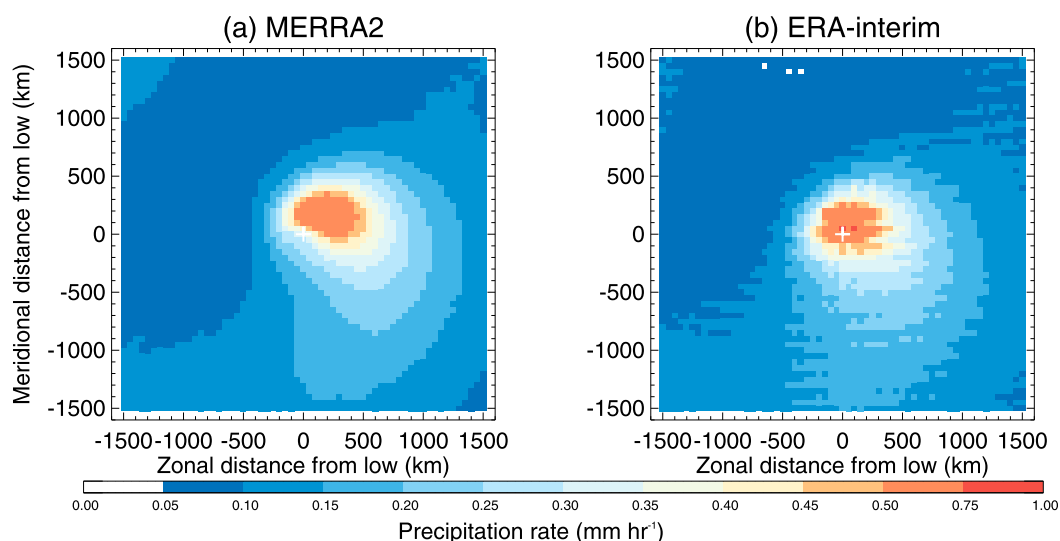 (a) MERRA2
(b) ERA-interim
Meridional distance from low (km)
1500
1000
500
0
-500
-1000
-1500
1500
1000
500
0
-500
-1000
-1500
-1500 -1000 -500 0 500 1000 1500
-1500 -1000 -500 0 500 1000 1500
Zonal distance from low (km)
Zonal distance from low (km)
0.00 0.05 0.10 0.15 0.20 0.25 0.30 0.35 0.40 0.45 0.50 0.75 1.00
Precipitation rate (mm hr⁻¹)